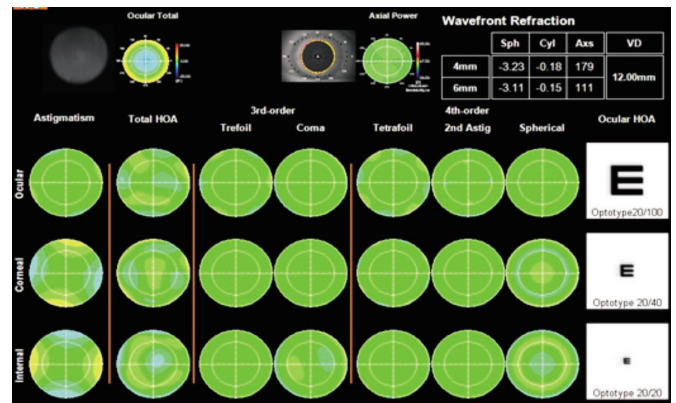 Ocular Total
Axial Power
Wavefront Refraction
Sph Cyl Axs VD
4mm -3.23 -0.18 179 12.00mm
6mm -3.11 -0.15 111
Astigmatism
Total HOA
3rd-order
Trefoil
Coma
4th-order
Tetrafoil
2nd Astig
Spherical
Ocular HOA
Ocular
Optotype20/100
Corneal
Optotype 20/40
Internal
Optotype 20/20